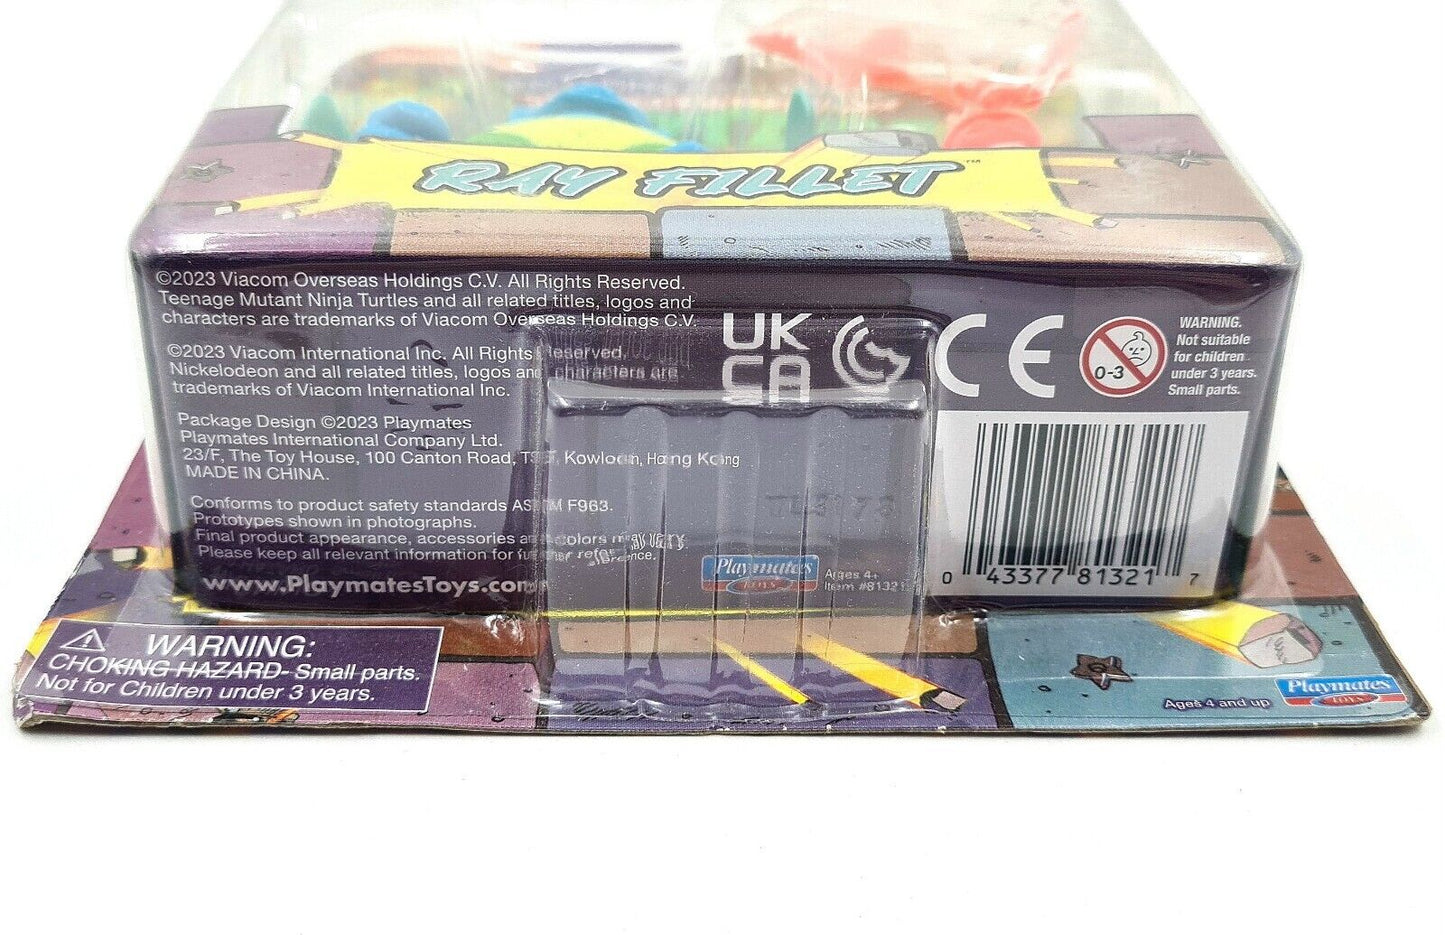 RAY FILLET™
©2023 Viacom Overseas Holdings C.V. All Rights Reserved.
Teenage Mutant Ninja Turtles and all related titles, logos and
characters are trademarks of Viacom Overseas Holdings C.V.
©2023 Viacom International Inc. All Rights Reserved.
Nickelodeon and all related titles, logos and characters are
trademarks of Viacom International Inc.
Package Design ©2023 Playmates
Playmates International Company Ltd.
23/F, The Toy House, 100 Canton Road, TST, Kowloon, Hong Kong
MADE IN CHINA.
Conforms to product safety standards ASTM F963.
Prototypes shown in photographs.
Final product appearance, accessories and colors may vary.
Please keep all relevant information for further reference.
www.PlaymatesToys.com
UK
CA
CE
0-3
WARNING.
Not suitable
for children
under 3 years.
Small parts.
Playmates
TOYS
Ages 4+
Item #81321
0 43377 81321 7
WARNING:
CHOKING HAZARD- Small parts.
Not for Children under 3 years.
Ages 4 and up
Playmates
TOYS